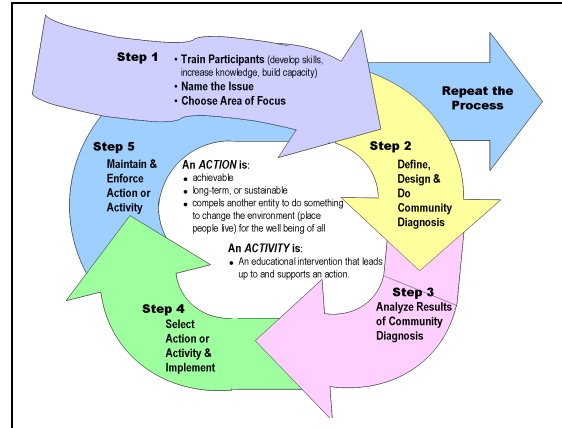 Step 1
• Train Participants (develop skills,
increase knowledge, build capacity)
• Name the Issue
• Choose Area of Focus
Repeat the
Process
Step 2
Define,
Design &
Do
Community
Diagnosis
Step 3
Analyze Results
of Community
Diagnosis
Step 4
Select
Action or
Activity &
Implement
Step 5
Maintain &
Enforce
Action or
Activity
An ACTION is:
• achievable
• long-term, or sustainable
• compels another entity to do something
to change the environment (place
people live) for the well being of all
An ACTIVITY is:
• An educational intervention that leads
up to and supports an action.